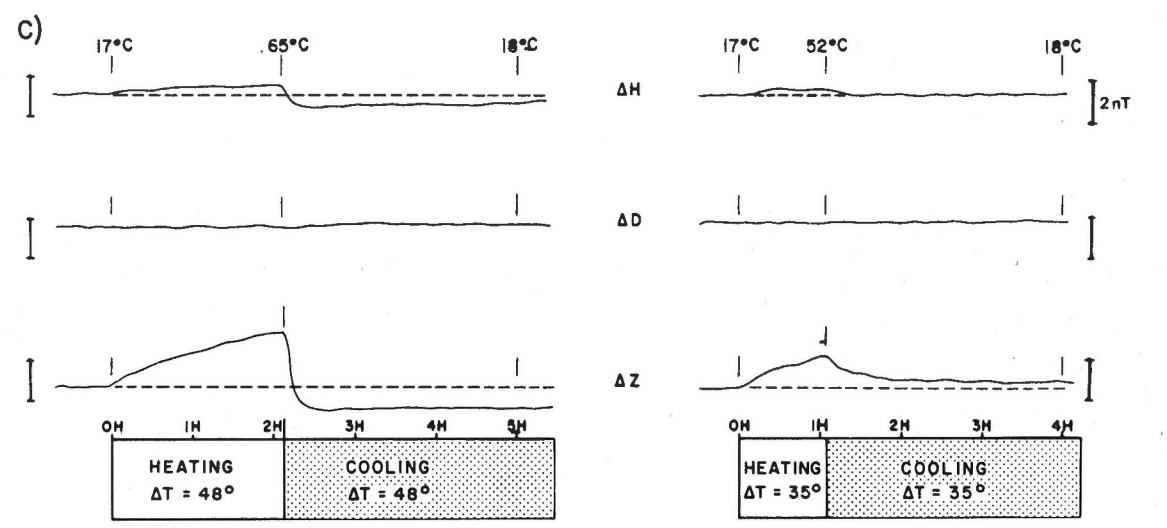 c)
17°C .65°C 18°C 17°C 52°C 18°C
ΔH
2nT
ΔD
ΔZ
0H 1H 2H 3H 4H 5H 0H 1H 2H 3H 4H
HEATING COOLING HEATING COOLING
ΔT = 48° ΔT = 48° ΔT = 35° ΔT = 35°